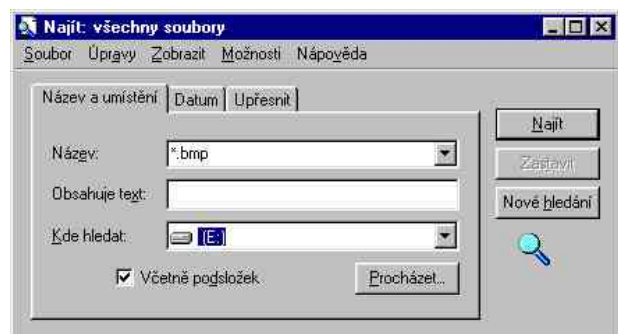 Najít: všechny soubory
Soubor Úpravy Zobrazit Možnosti Nápověda
Název a umístění Datum Upřesnit
Najít
Název: *.bmp
Zastavit
Obsahuje text:
Nové hledání
Kde hledat: (E:)
Včetně podsložek Procházet...